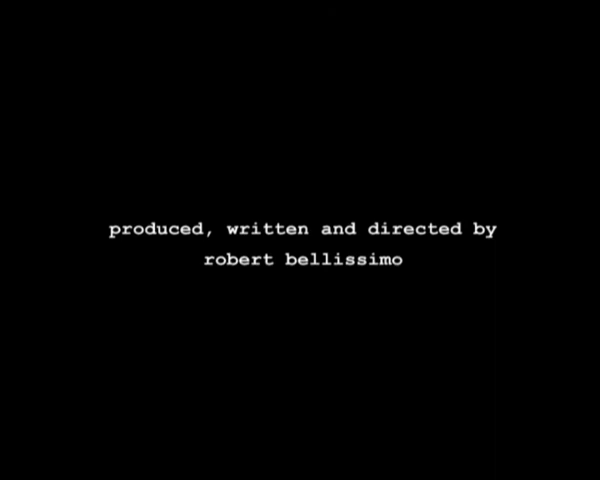 produced, written and directed by
robert bellissimo